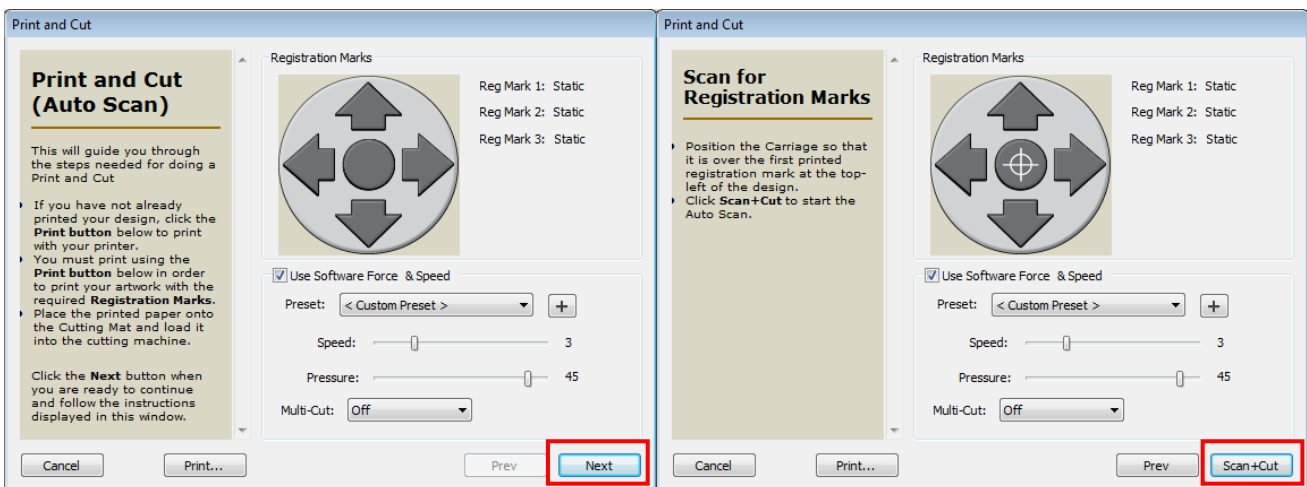 Print and Cut
Print and Cut
(Auto Scan)
This will guide you through
the steps needed for doing a
Print and Cut
If you have not already
printed your design, click the
Print button below to print
with your printer.
You must print using the
Print button below in order
to print your artwork with the
required Registration Marks.
Place the printed paper onto
the Cutting Mat and load it
into the cutting machine.
Click the Next button when
you are ready to continue
and follow the instructions
displayed in this window.
Registration Marks
Reg Mark 1: Static
Reg Mark 2: Static
Reg Mark 3: Static
Use Software Force & Speed
Preset: < Custom Preset > +
Speed: 3
Pressure: 45
Multi-Cut: Off
Cancel Print... Prev Next
Print and Cut
Scan for
Registration Marks
Position the Carriage so that
it is over the first printed
registration mark at the top-
left of the design.
Click Scan+Cut to start the
Auto Scan.
Registration Marks
Reg Mark 1: Static
Reg Mark 2: Static
Reg Mark 3: Static
Use Software Force & Speed
Preset: < Custom Preset > +
Speed: 3
Pressure: 45
Multi-Cut: Off
Cancel Print... Prev Scan+Cut